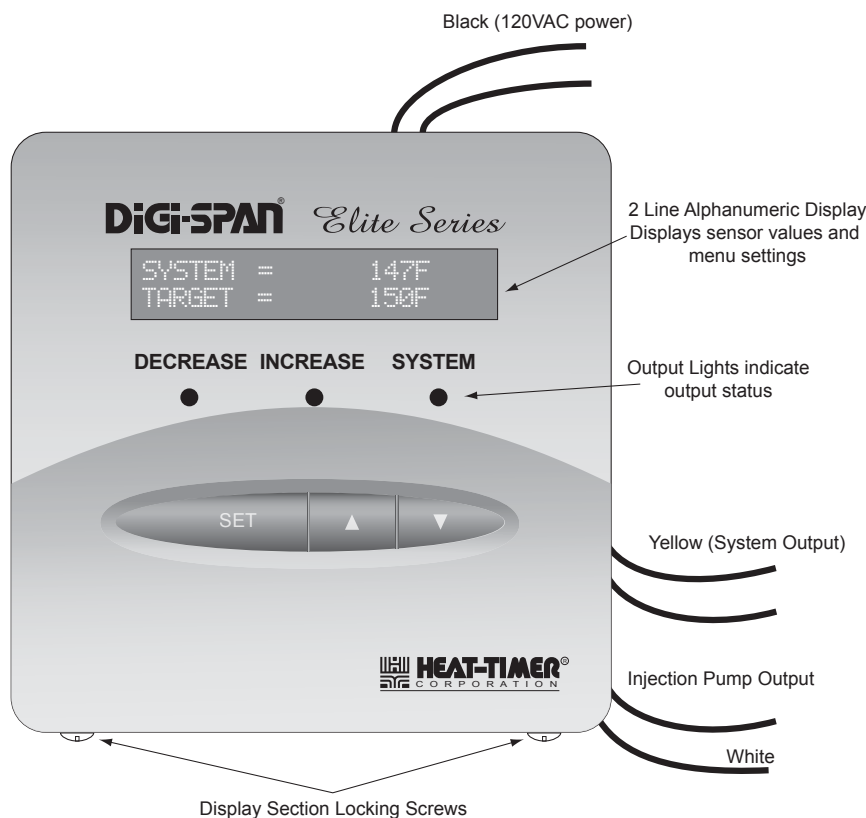 Black (120VAC power)
DiGi-SPAN® Elite Series
2 Line Alphanumeric Display
Displays sensor values and
menu settings
SYSTEM = 147F
TARGET = 150F
DECREASE INCREASE SYSTEM
Output Lights indicate
output status
SET ▲ ▼
Yellow (System Output)
HEAT-TIMER®
CORPORATION
Injection Pump Output
White
Display Section Locking Screws